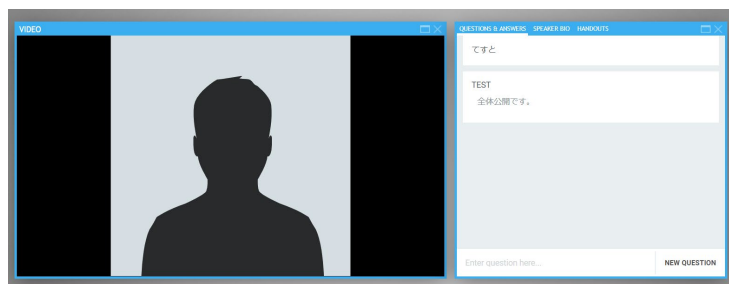 VIDEO
QUESTIONS & ANSWERS SPEAKER BIO HANDOUTS
てすと
TEST
全体公開です。
Enter question here...
NEW QUESTION